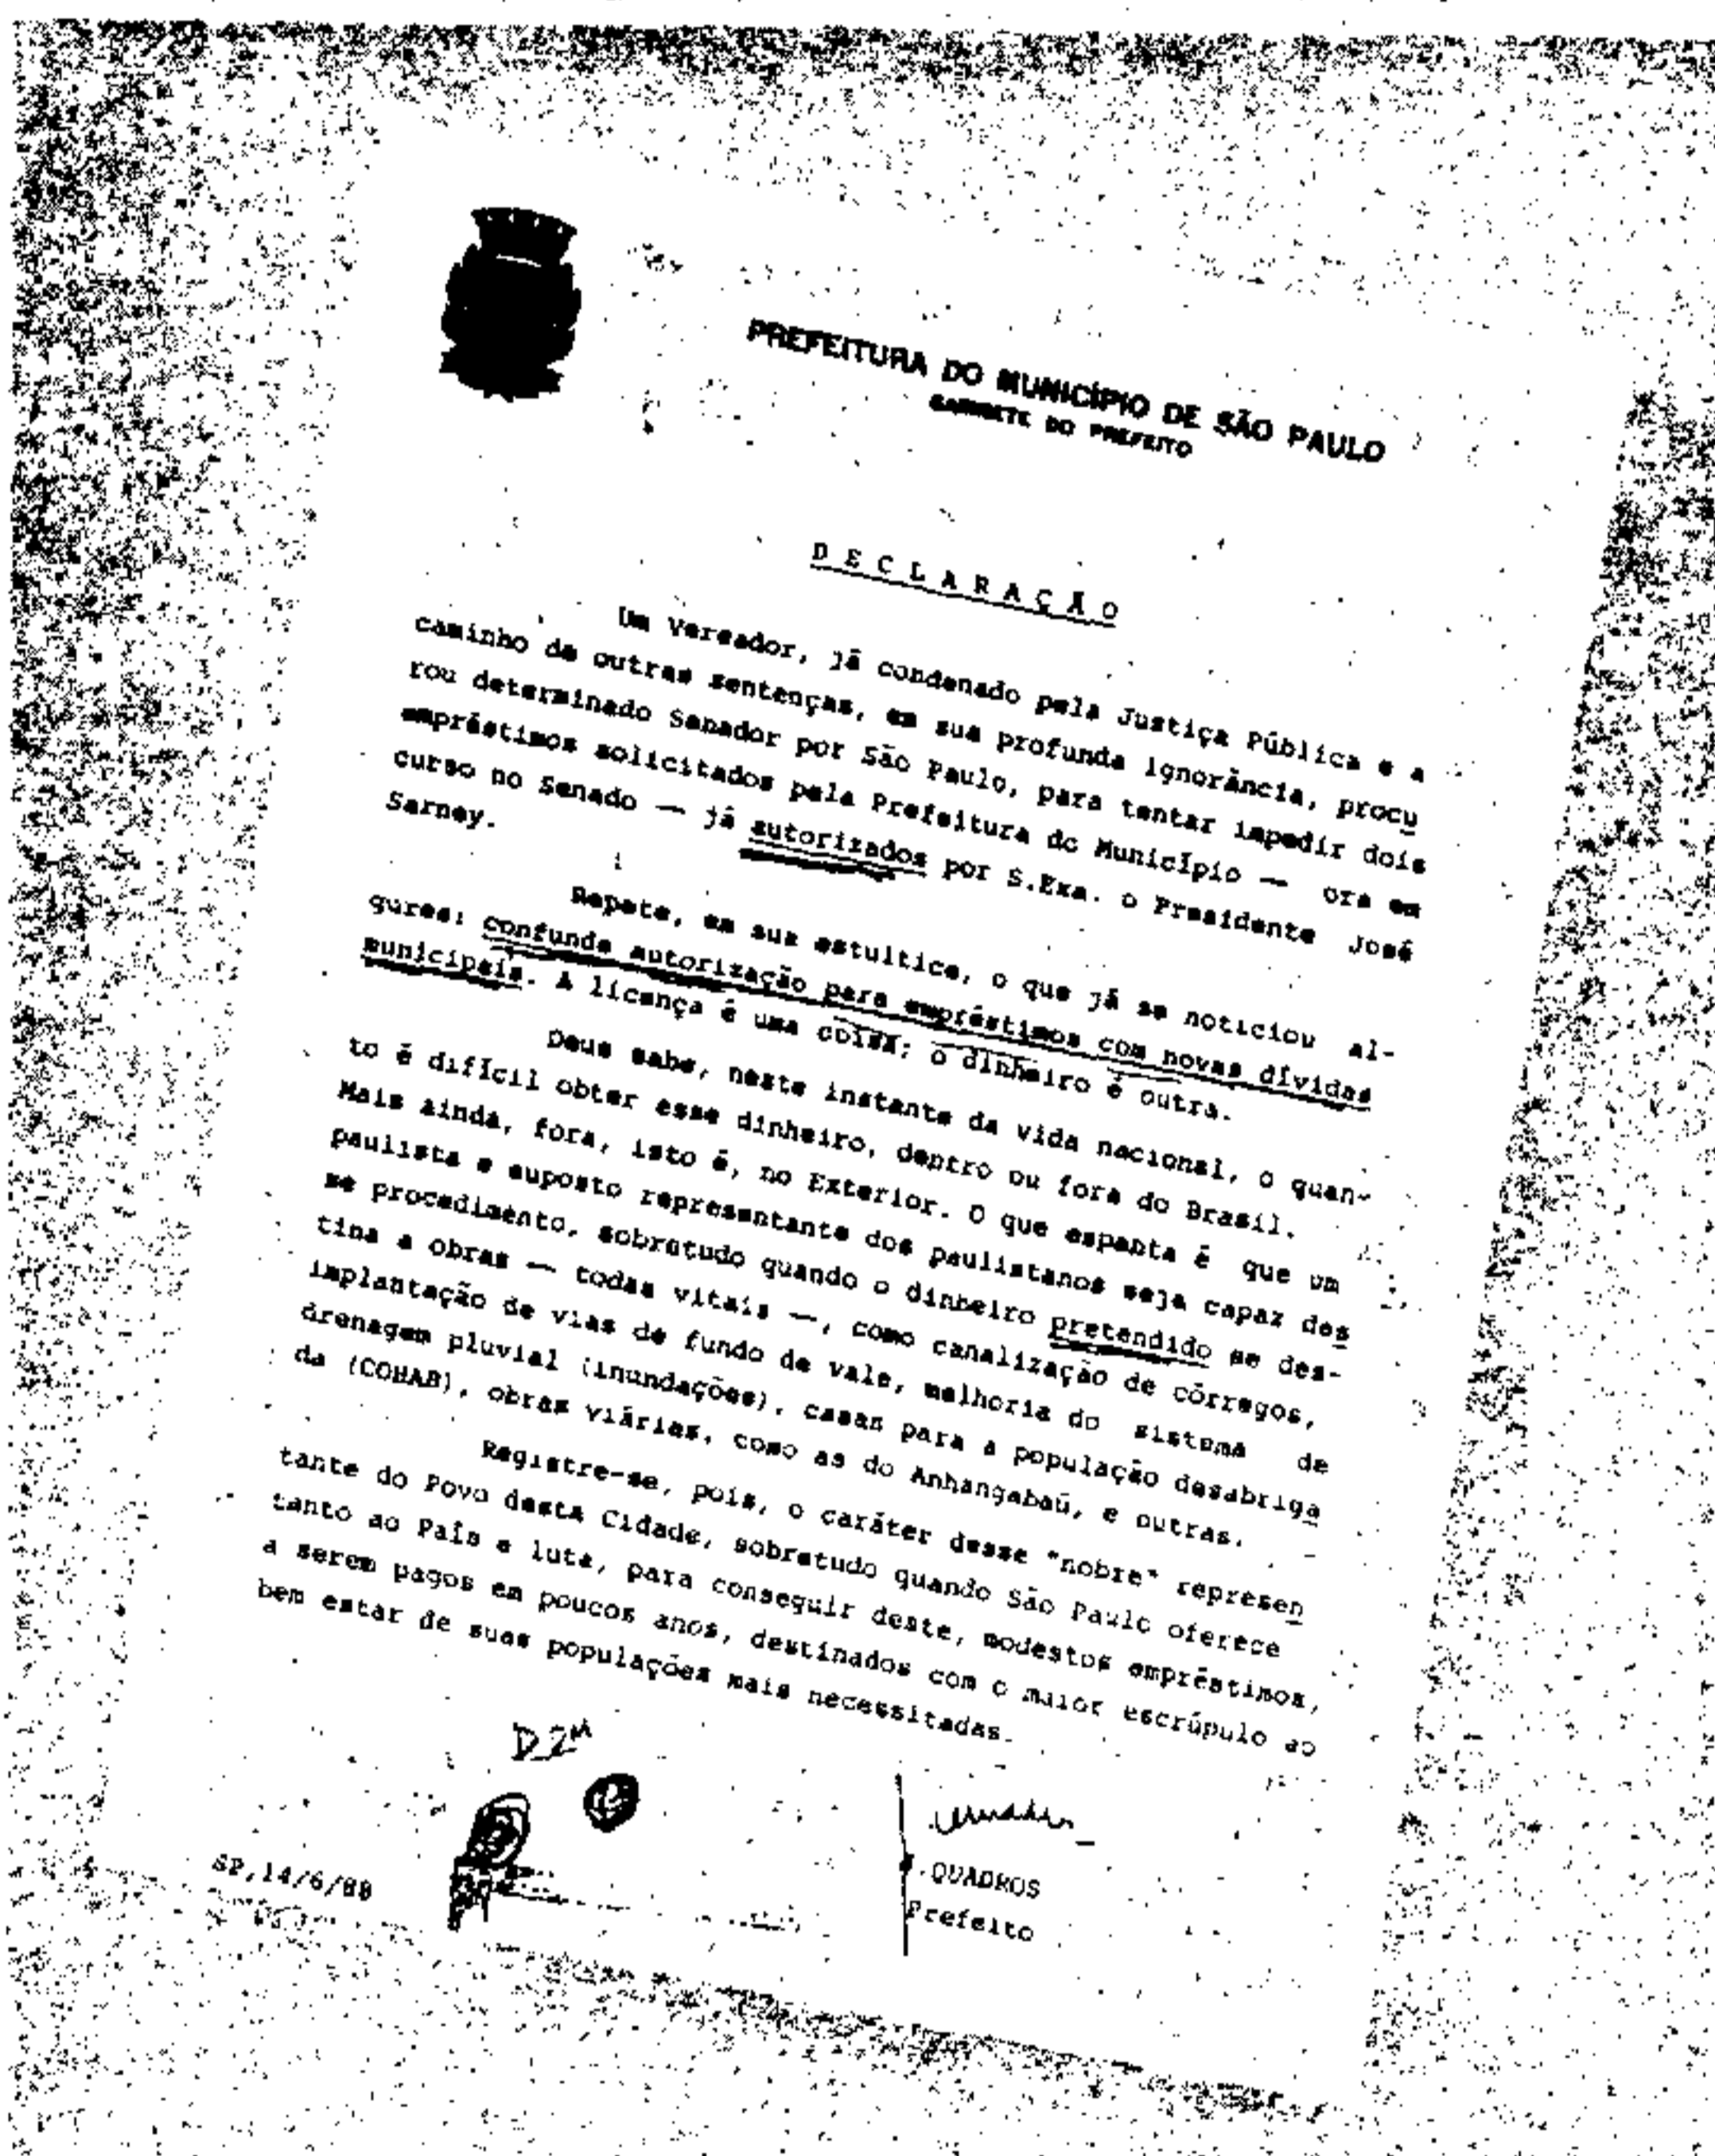 PREFEITURA DO MUNICÍPIO DE SÃO PAULO
GABINETE DO PREFEITO
DECLARAÇÃO
Um Vereador, já condenado pela Justiça Pública e a
caminho de outras sentenças, em sua profunda ignorância, procu
rou determinado Senador por São Paulo, para tentar impedir dois
empréstimos solicitados pela Prefeitura do Município — ora em
curso no Senado — já autorizados por S.Exa. o Presidente José
Sarney.
Repete, em sua estultice, o que já se noticiou al-
gures: confunde autorização para empréstimos com novas dívidas
municipais. A licença é uma coisa; o dinheiro é outra.
Deus sabe, neste instante da vida nacional, o quan-
to é difícil obter esse dinheiro, dentro ou fora do Brasil.
Mais ainda, fora, isto é, no Exterior. O que espanta é que um
paulista e suposto representante dos paulistanos seja capaz des
se procedimento, sobretudo quando o dinheiro pretendido se des-
tina a obras — todas vitais —, como canalização de córregos,
implantação de vias de fundo de vale, melhoria do sistema de
drenagem pluvial (inundações), casas para a população desabriga
da (COHAB), obras viárias, como as do Anhangabaú, e outras.
Registre-se, pois, o caráter desse "nobre" represen
tante do Povo desta Cidade, sobretudo quando São Paulo oferece
tanto ao País e luta, para conseguir deste, modestos empréstimos,
a serem pagos em poucos anos, destinados com o maior escrúpulo ao
bem estar de suas populações mais necessitadas.
J.QUADROS
Prefeito
SP,14/6/88